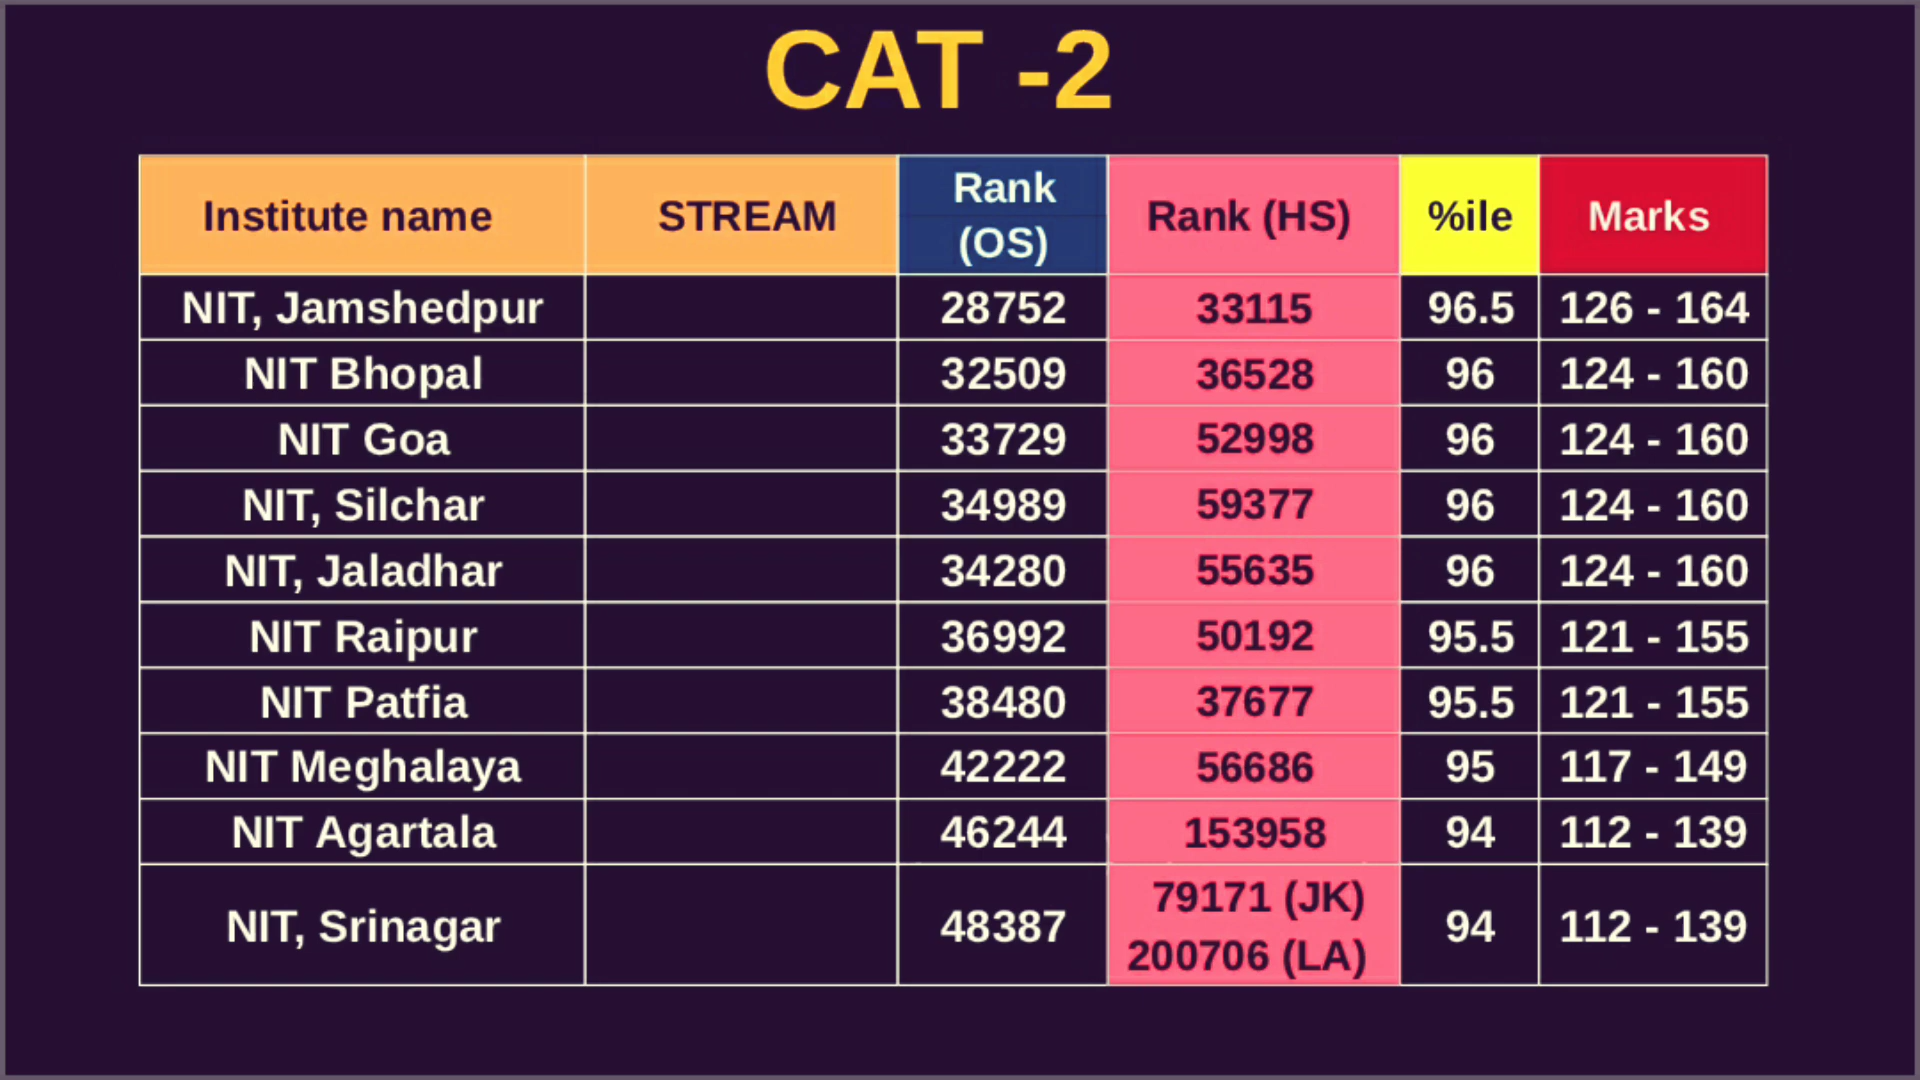 CAT -2
Institute name STREAM Rank (OS) Rank (HS) %ile Marks
NIT, Jamshedpur 28752 33115 96.5 126 - 164
NIT Bhopal 32509 36528 96 124 - 160
NIT Goa 33729 52998 96 124 - 160
NIT, Silchar 34989 59377 96 124 - 160
NIT, Jaladhar 34280 55635 96 124 - 160
NIT Raipur 36992 50192 95.5 121 - 155
NIT Patfia 38480 37677 95.5 121 - 155
NIT Meghalaya 42222 56686 95 117 - 149
NIT Agartala 46244 153958 94 112 - 139
NIT, Srinagar 48387 79171 (JK) 200706 (LA) 94 112 - 139